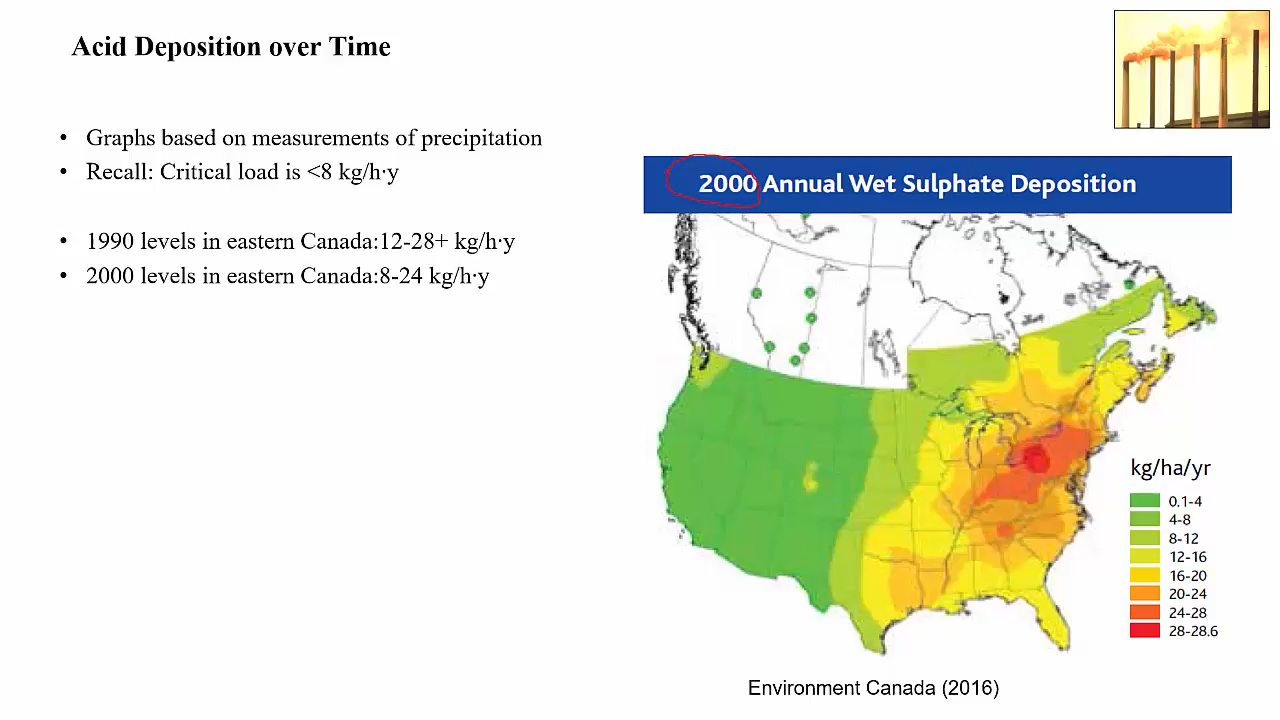 Acid Deposition over Time
• Graphs based on measurements of precipitation
• Recall: Critical load is <8 kg/h·y
• 1990 levels in eastern Canada:12-28+ kg/h·y
• 2000 levels in eastern Canada:8-24 kg/h·y
2000 Annual Wet Sulphate Deposition
kg/ha/yr
0.1-4
4-8
8-12
12-16
16-20
20-24
24-28
28-28.6
Environment Canada (2016)